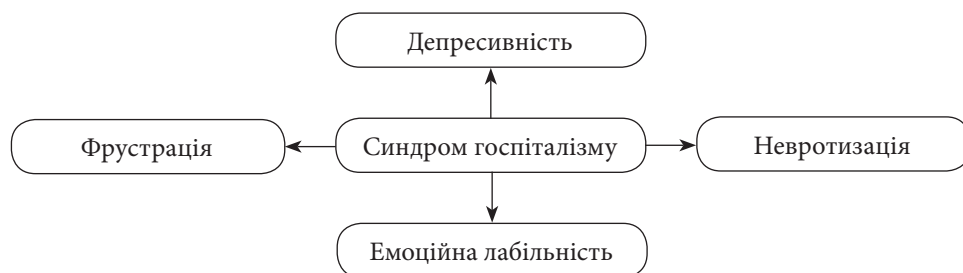 Депресивність
Фрустрація
Синдром госпіталізму
Невротизація
Емоційна лабільність